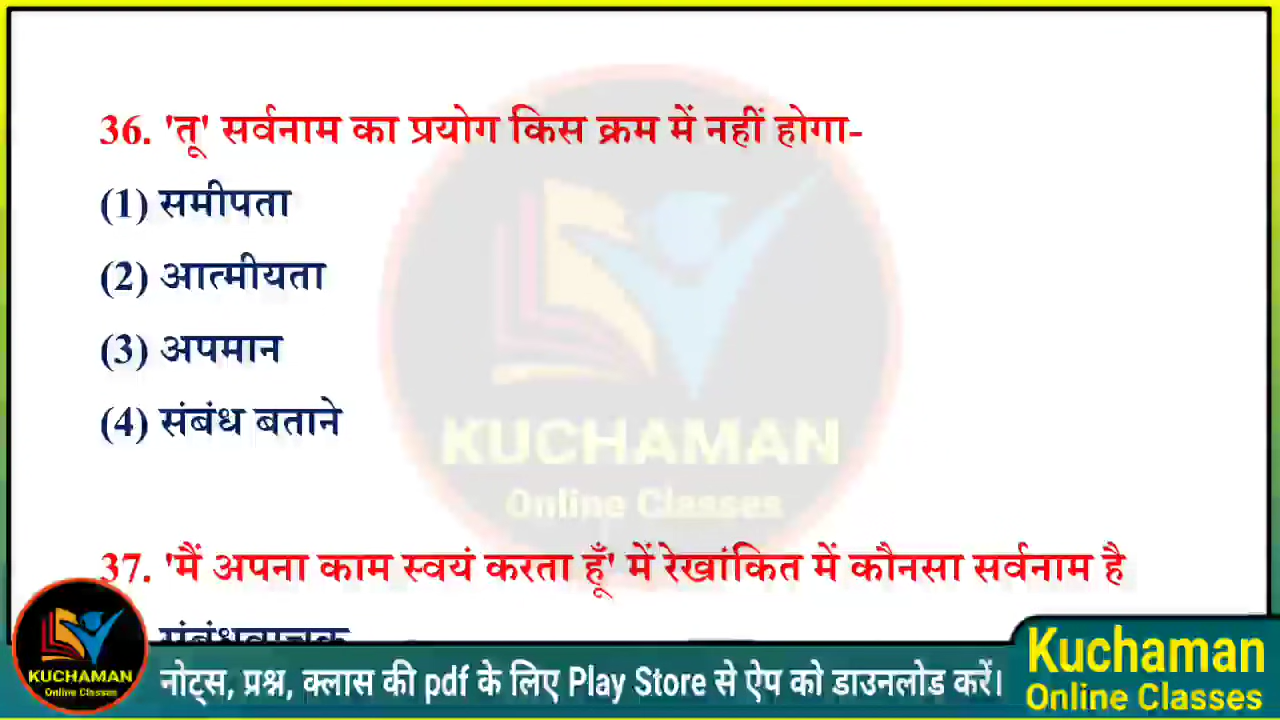 36. 'तू' सर्वनाम का प्रयोग किस क्रम में नहीं होगा-
(1) समीपता
(2) आत्मीयता
(3) अपमान
(4) संबंध बताने
KUCHAMAN
Online Classes
37. 'मैं अपना काम स्वयं करता हूँ' में रेखांकित में कौनसा सर्वनाम है
संबंधवाचक
KUCHAMAN
Online Classes
नोट्स, प्रश्न, क्लास की pdf के लिए Play Store से ऐप को डाउनलोड करें।
Kuchaman
Online Classes